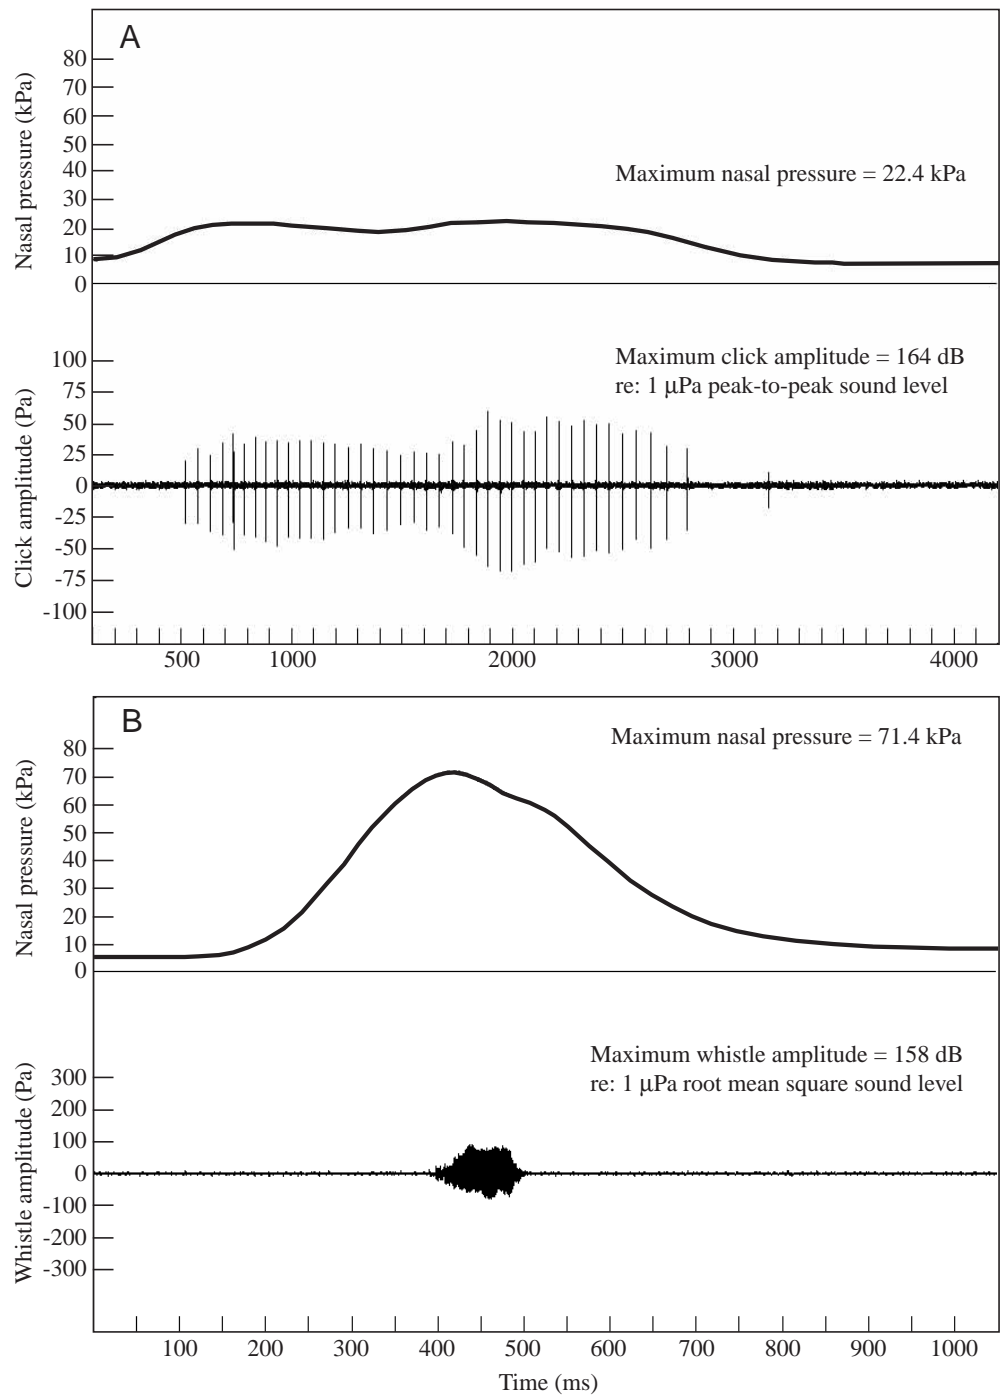 A
Nasal pressure (kPa)
80
70
60
50
40
30
20
10
0
Maximum nasal pressure = 22.4 kPa
Click amplitude (Pa)
100
75
50
25
0
-25
-50
-75
-100
Maximum click amplitude = 164 dB
re: 1 μPa peak-to-peak sound level
500 1000 2000 3000 4000
B
Nasal pressure (kPa)
80
70
60
50
40
30
20
10
0
Maximum nasal pressure = 71.4 kPa
Whistle amplitude (Pa)
300
200
100
0
-100
-200
-300
Maximum whistle amplitude = 158 dB
re: 1 μPa root mean square sound level
100 200 300 400 500 600 700 800 900 1000
Time (ms)